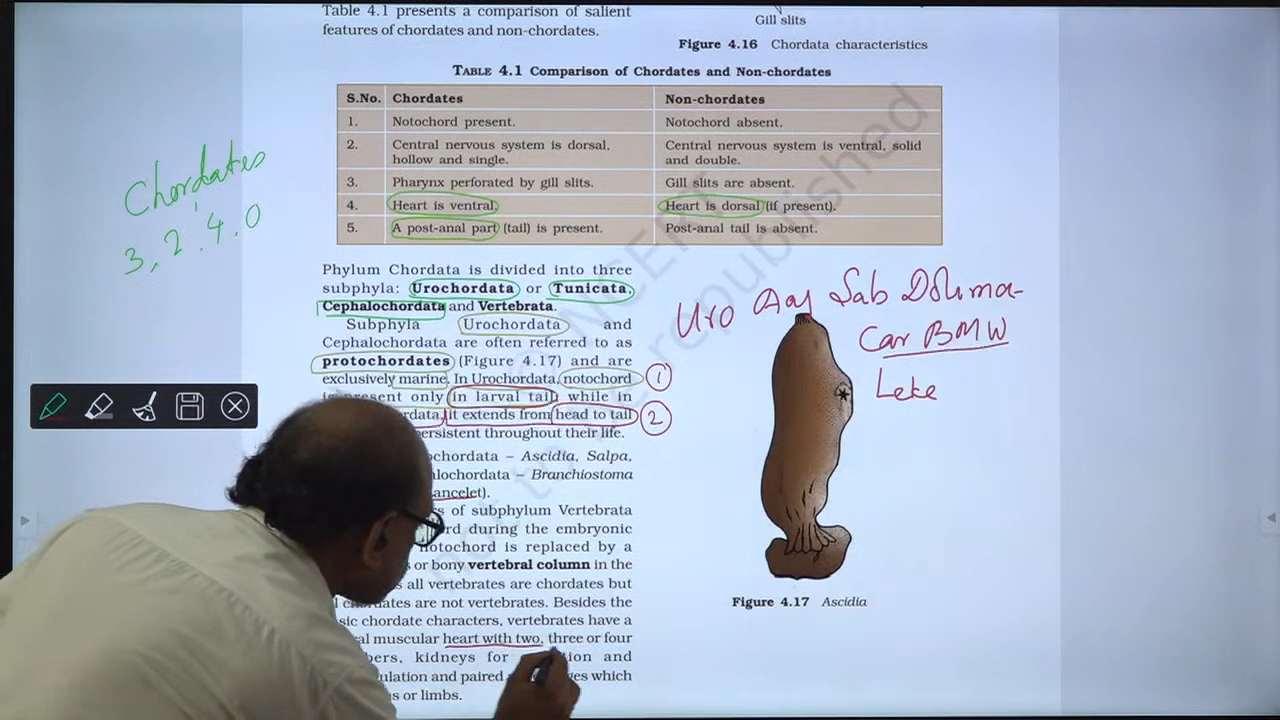 Table 4.1 presents a comparison of salient
features of chordates and non-chordates.
Gill slits
Figure 4.16 Chordata characteristics
TABLE 4.1 Comparison of Chordates and Non-chordates
S.No. Chordates Non-chordates
1. Notochord present. Notochord absent.
2. Central nervous system is dorsal, hollow and single. Central nervous system is ventral, solid and double.
3. Pharynx perforated by gill slits. Gill slits are absent.
4. Heart is ventral. Heart is dorsal (if present).
5. A post-anal part (tail) is present. Post-anal tail is absent.
Chordates
3, 2, 4, 0
Phylum Chordata is divided into three
subphyla: Urochordata or Tunicata,
Cephalochordata and Vertebrata.
Subphyla Urochordata and
Cephalochordata are often referred to as
protochordates (Figure 4.17) and are
exclusively marine. In Urochordata, notochord 1
present only in larval tail, while in
it extends from head to tail 2
persistent throughout their life.
Ascidia, Salpa,
Branchiostoma
of subphylum Vertebrata
during the embryonic
notochord is replaced by a
or bony vertebral column in the
all vertebrates are chordates but
are not vertebrates. Besides the
chordate characters, vertebrates have a
muscular heart with two, three or four
kidneys for and
and paired which
or limbs.
Uro Sab
Car BMW
Leke
Figure 4.17 Ascidia
© NCERT
not to be republished